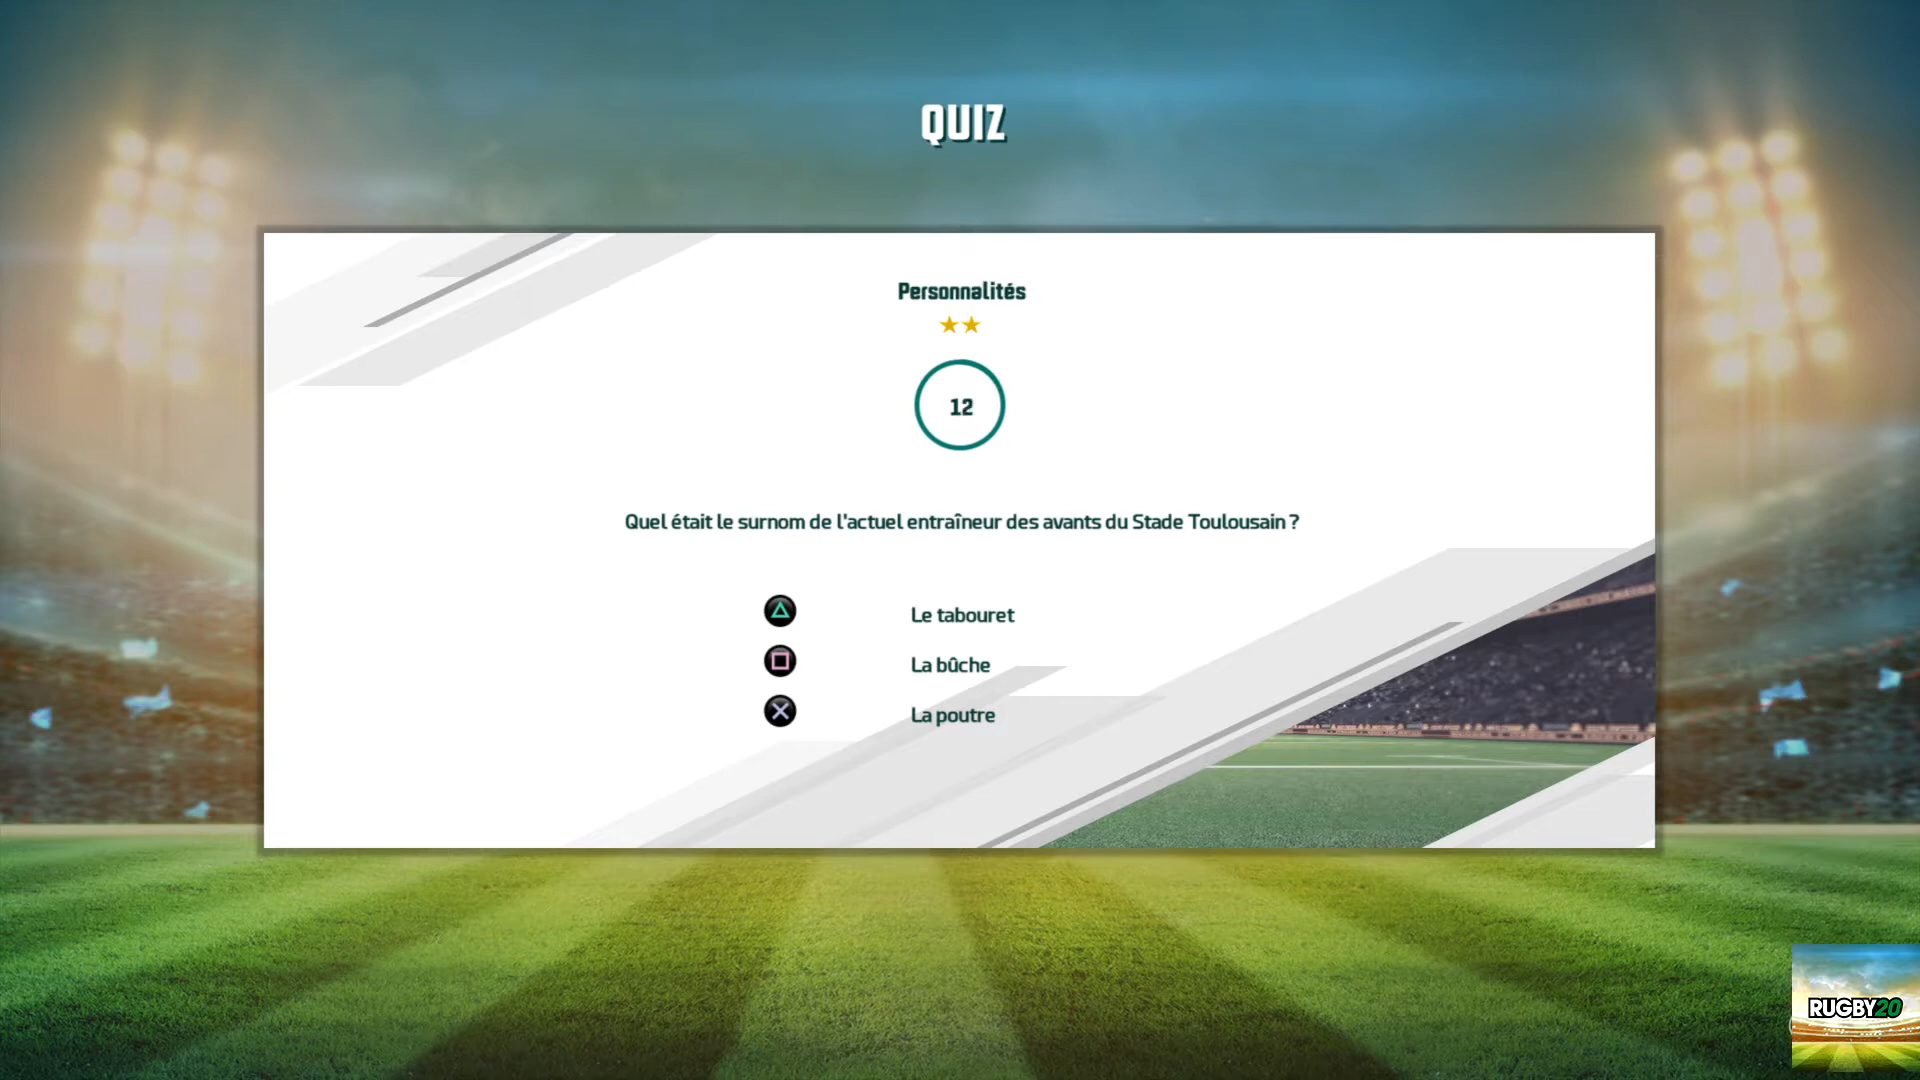 QUIZ
Personnalités
12
Quel était le surnom de l'actuel entraîneur des avants du Stade Toulousain ?
Le tabouret
La bûche
La poutre
RUGBY20